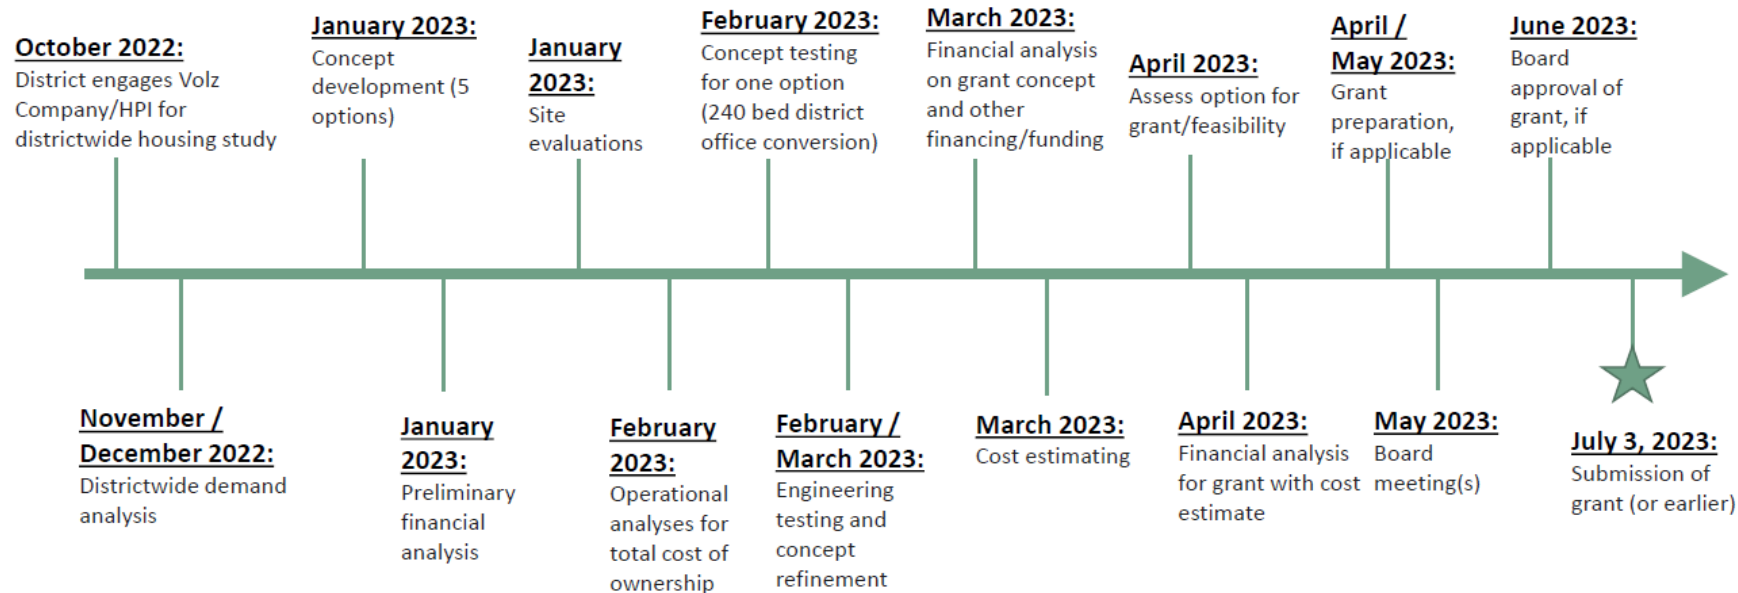 October 2022:
District engages Volz
Company/HPI for
districtwide housing study
January 2023:
Concept
development (5
options)
January
2023:
Site
evaluations
February 2023:
Concept testing
for one option
(240 bed district
office conversion)
March 2023:
Financial analysis
on grant concept
and other
financing/funding
April 2023:
Assess option for
grant/feasibility
April /
May 2023:
Grant
preparation,
if applicable
June 2023:
Board
approval of
grant, if
applicable
November /
December 2022:
Districtwide demand
analysis
January
2023:
Preliminary
financial
analysis
February
2023:
Operational
analyses for
total cost of
ownership
February /
March 2023:
Engineering
testing and
concept
refinement
March 2023:
Cost estimating
April 2023:
Financial analysis
for grant with cost
estimate
May 2023:
Board
meeting(s)
July 3, 2023:
Submission of
grant (or earlier)